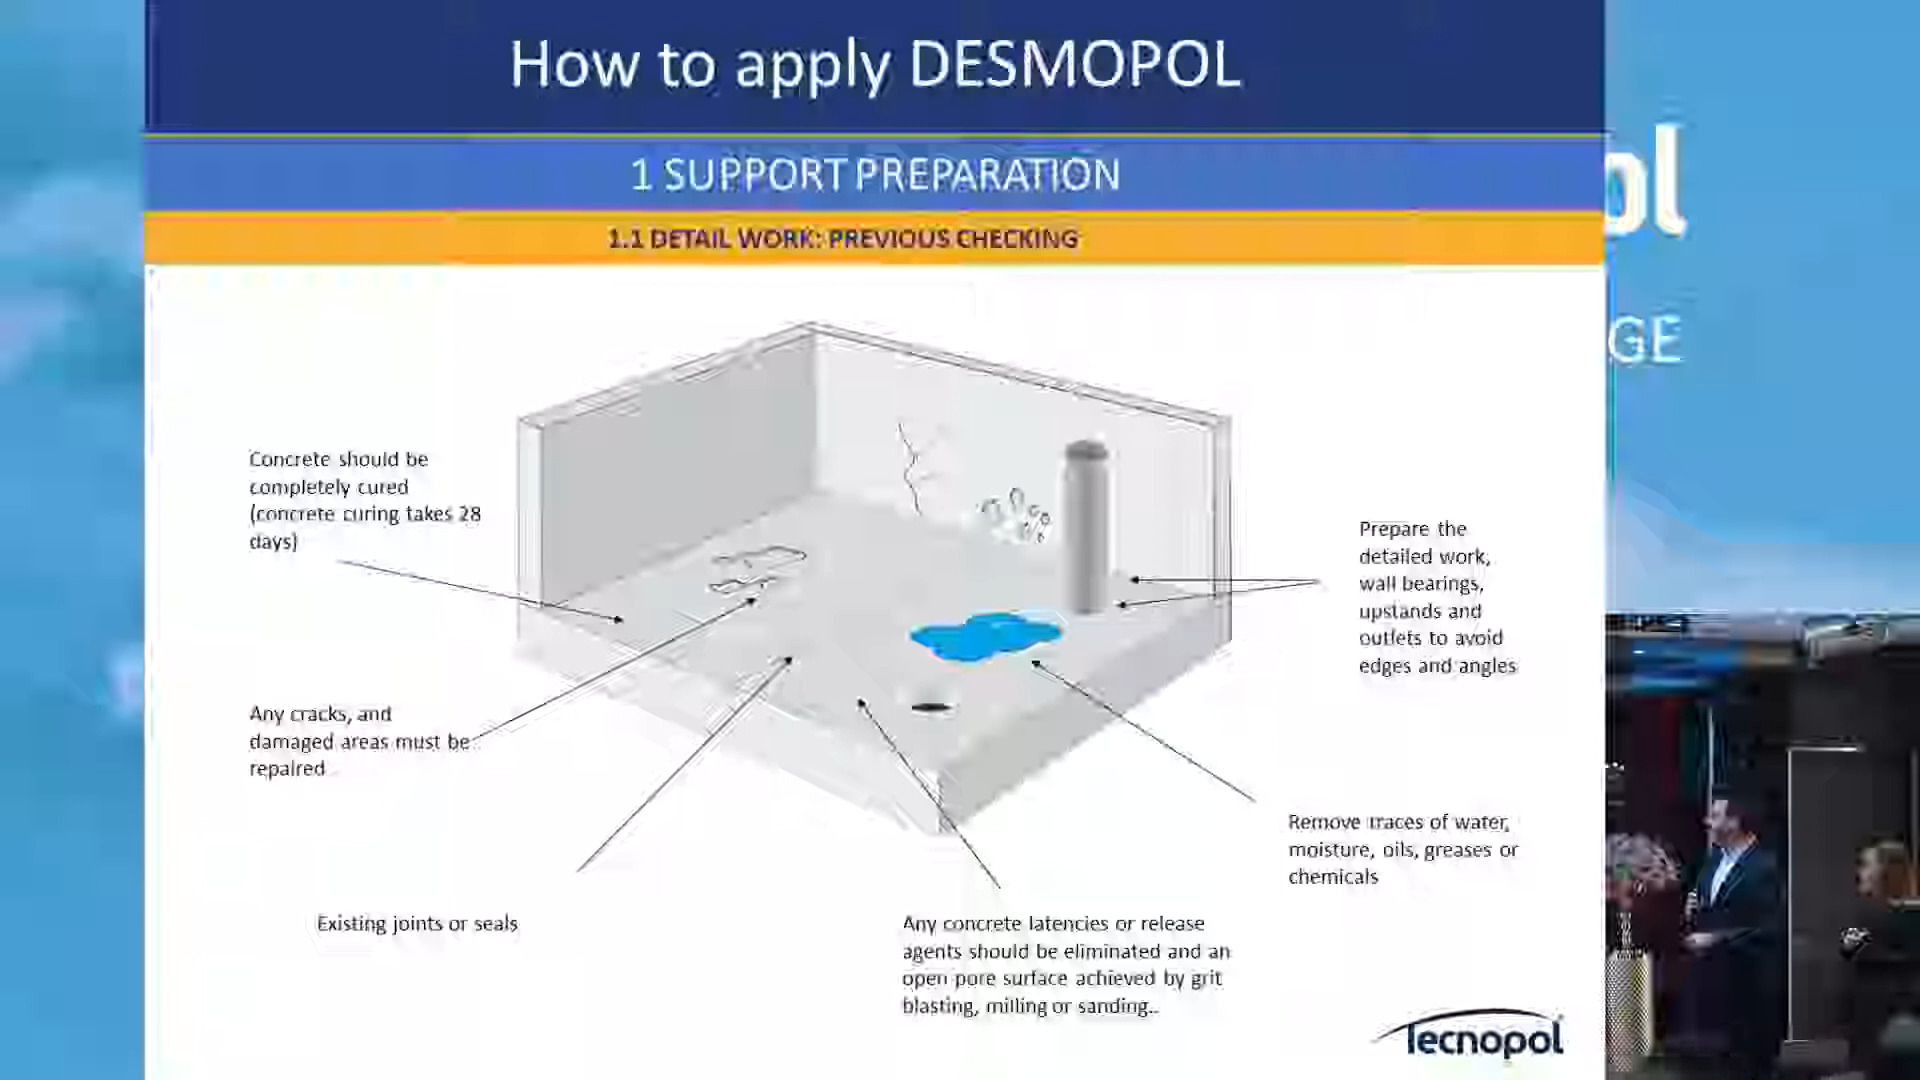 How to apply DESMOPOL
1 SUPPORT PREPARATION
1.1 DETAIL WORK: PREVIOUS CHECKING
ol
GE
Concrete should be
completely cured
(concrete curing takes 28
days)
Prepare the
detailed work,
wall bearings,
upstands and
outlets to avoid
edges and angles
Any cracks, and
damaged areas must be
repaired
Remove traces of water,
moisture, oils, greases or
chemicals
Existing joints or seals
Any concrete latencies or release
agents should be eliminated and an
open pore surface achieved by grit
blasting, milling or sanding..
Tecnopol